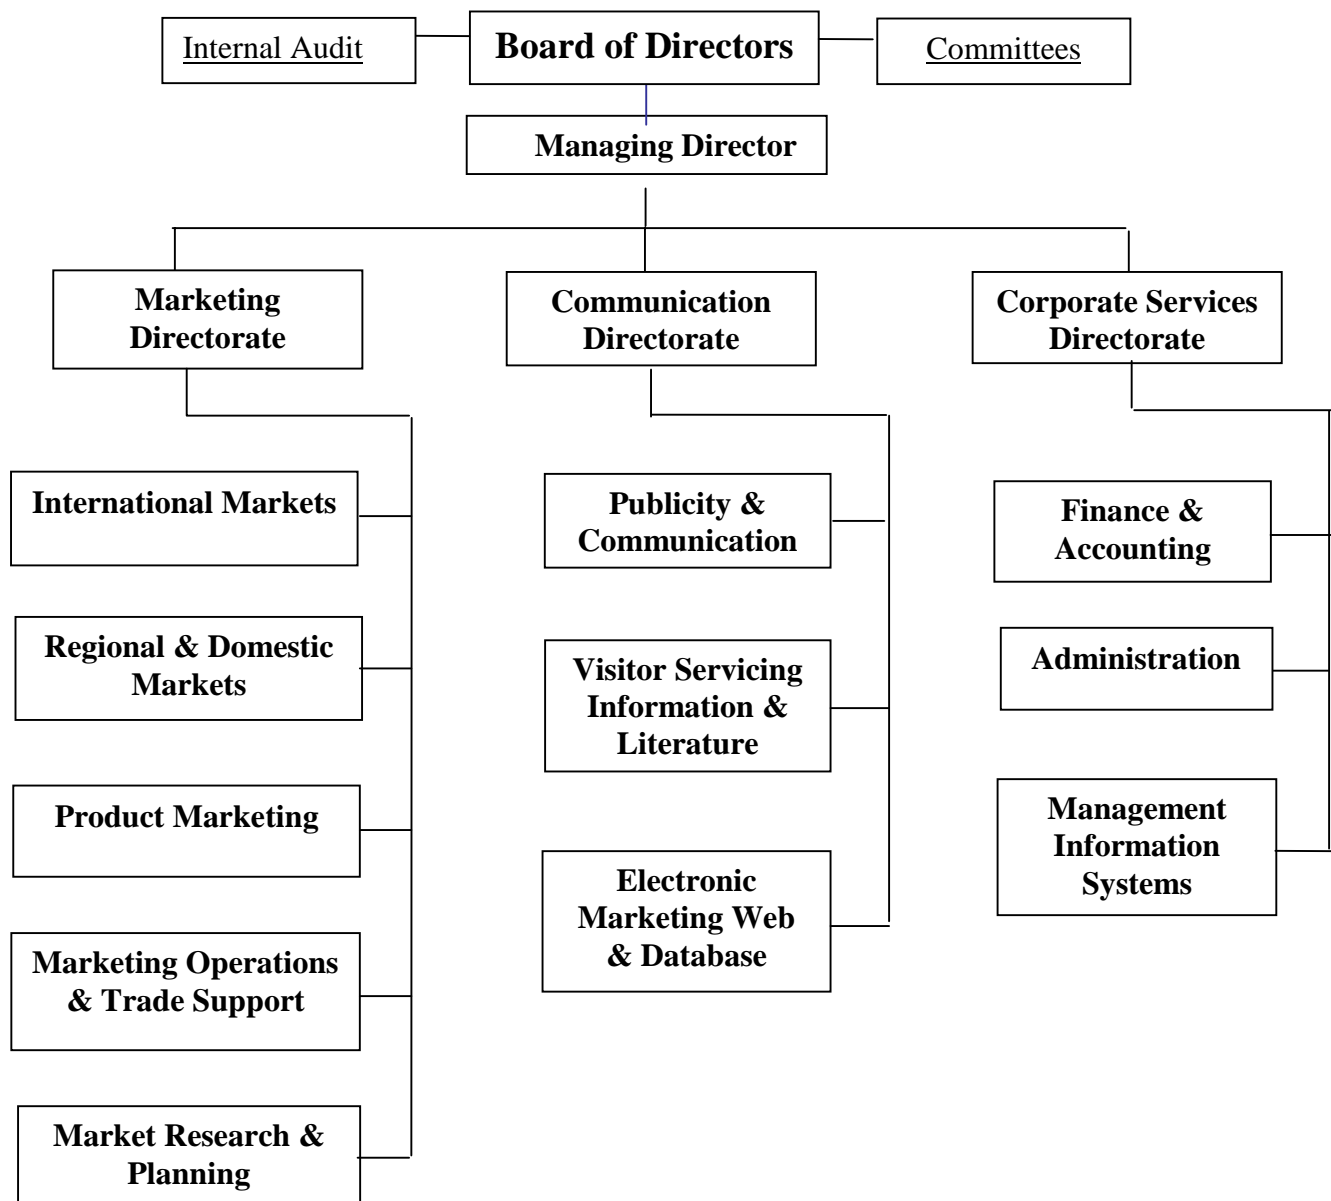 Internal Audit
Board of Directors
Committees
Managing Director
Marketing
Directorate
Communication
Directorate
Corporate Services
Directorate
International Markets
Regional & Domestic
Markets
Product Marketing
Marketing Operations
& Trade Support
Market Research &
Planning
Publicity &
Communication
Visitor Servicing
Information &
Literature
Electronic
Marketing Web
& Database
Finance &
Accounting
Administration
Management
Information
Systems